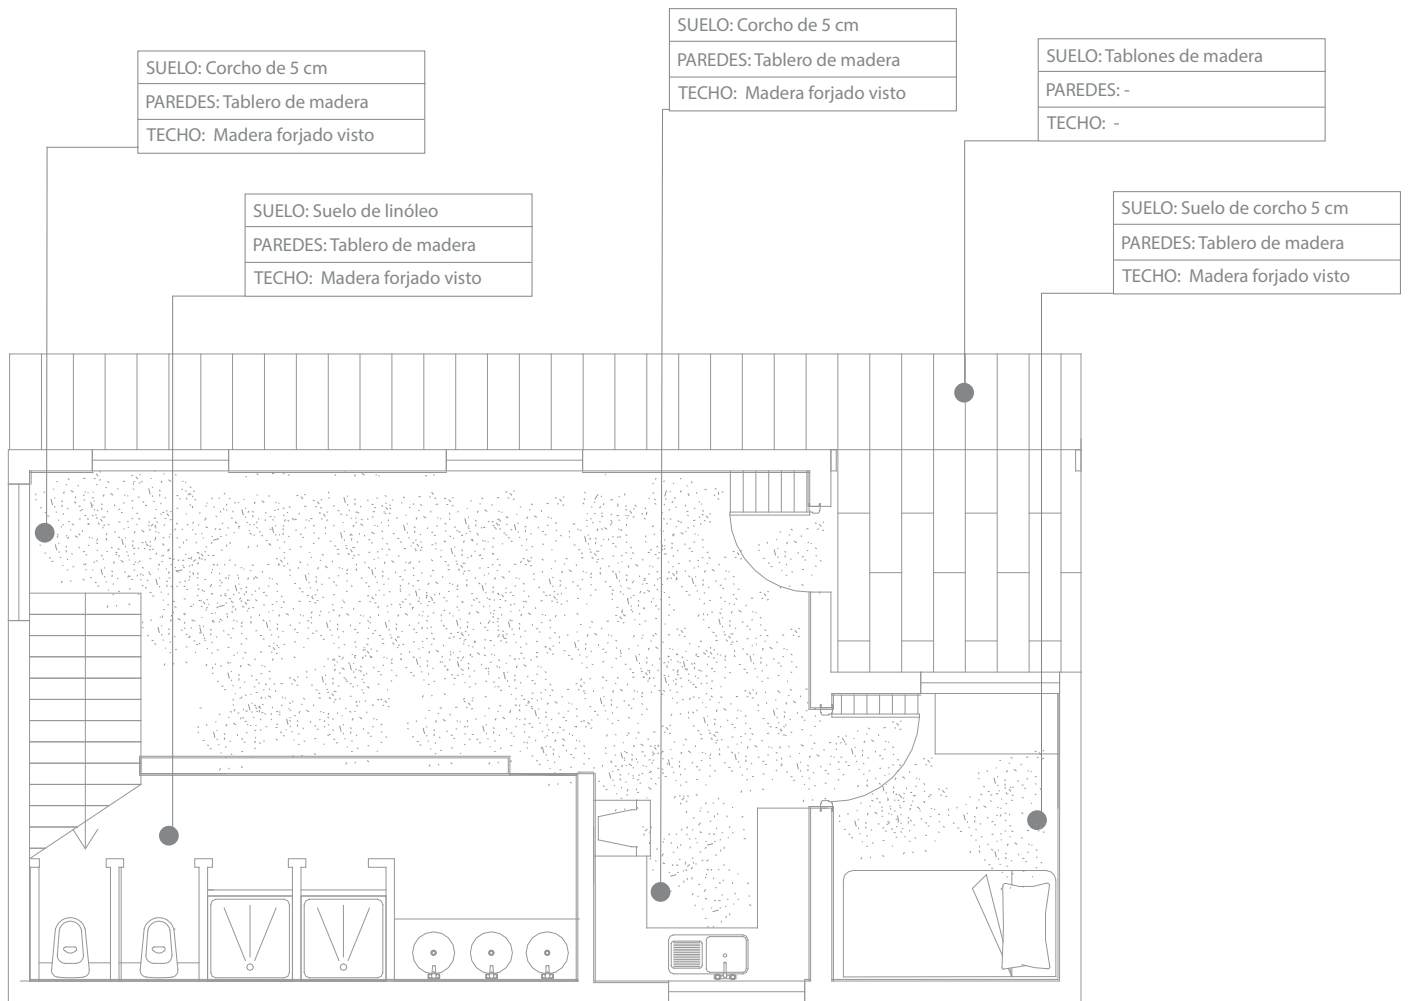 SUELO: Corcho de 5 cm
PAREDES: Tablero de madera
TECHO: Madera forjado visto
SUELO: Suelo de linóleo
PAREDES: Tablero de madera
TECHO: Madera forjado visto
SUELO: Corcho de 5 cm
PAREDES: Tablero de madera
TECHO: Madera forjado visto
SUELO: Tablones de madera
PAREDES: -
TECHO: -
SUELO: Suelo de corcho 5 cm
PAREDES: Tablero de madera
TECHO: Madera forjado visto